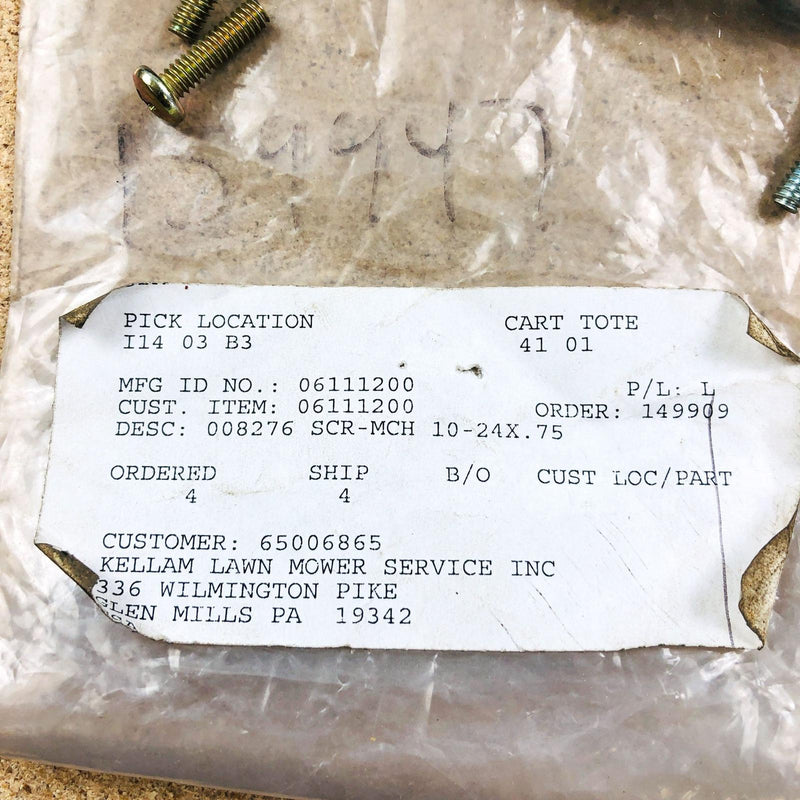 PICK LOCATION CART TOTE
I14 03 B3 41 01
MFG ID NO.: 06111200 P/L: L
CUST. ITEM: 06111200 ORDER: 149909
DESC: 008276 SCR-MCH 10-24X.75
ORDERED SHIP B/O CUST LOC/PART
4 4
CUSTOMER: 65006865
KELLAM LAWN MOWER SERVICE INC
336 WILMINGTON PIKE
GLEN MILLS PA 19342